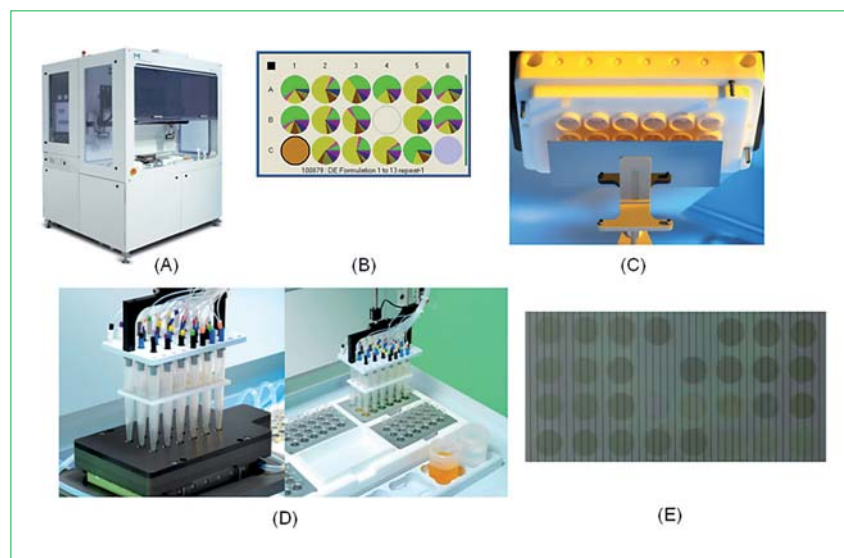 1 2 3 4 5 6
A
B
C
100879 : DE Formulation 1 to 13 repeat=1
(A)
(B)
(C)
(D)
(E)